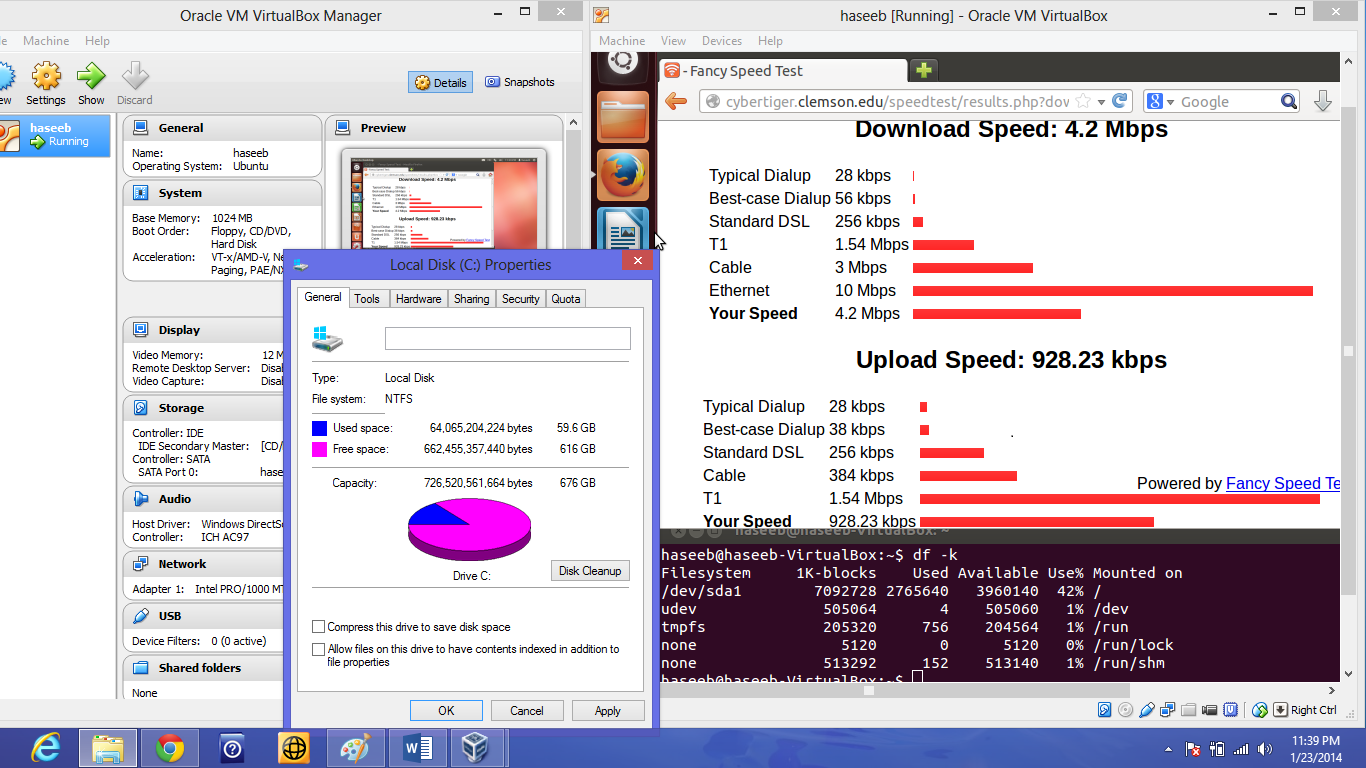 Oracle VM VirtualBox Manager
Machine Help
Settings Show Discard
Details Snapshots
haseeb
Running
General
Name: haseeb
Operating System: Ubuntu
System
Base Memory: 1024 MB
Boot Order: Floppy, CD/DVD,
Hard Disk
Acceleration: VT-x/AMD-V, Ne
Paging, PAE/NX
Display
Video Memory: 12 M
Remote Desktop Server: Disal
Video Capture: Disal
Storage
Controller: IDE
IDE Secondary Master: [CD/
Controller: SATA
SATA Port 0: hase
Audio
Host Driver: Windows DirectSo
Controller: ICH AC97
Network
Adapter 1: Intel PRO/1000 MT
USB
Device Filters: 0 (0 active)
Shared folders
None
Preview
Download Speed: 4.2 Mbps
Upload Speed: 928.23 kbps
Local Disk (C:) Properties
General Tools Hardware Sharing Security Quota
Type: Local Disk
File system: NTFS
Used space: 64,065,204,224 bytes 59.6 GB
Free space: 662,455,357,440 bytes 616 GB
Capacity: 726,520,561,664 bytes 676 GB
Drive C:
Disk Cleanup
Compress this drive to save disk space
Allow files on this drive to have contents indexed in addition to
file properties
OK Cancel Apply
haseeb [Running] - Oracle VM VirtualBox
Machine View Devices Help
- Fancy Speed Test
cybertiger.clemson.edu/speedtest/results.php?dov
Google
Download Speed: 4.2 Mbps
Typical Dialup 28 kbps
Best-case Dialup 56 kbps
Standard DSL 256 kbps
T1 1.54 Mbps
Cable 3 Mbps
Ethernet 10 Mbps
Your Speed 4.2 Mbps
Upload Speed: 928.23 kbps
Typical Dialup 28 kbps
Best-case Dialup 38 kbps
Standard DSL 256 kbps
Cable 384 kbps
Powered by Fancy Speed Te
T1 1.54 Mbps
Your Speed 928.23 kbps
haseeb@haseeb-VirtualBox: ~
haseeb@haseeb-VirtualBox:~$ df -k
Filesystem 1K-blocks Used Available Use% Mounted on
/dev/sda1 7092728 2765640 3960140 42% /
udev 505064 4 505060 1% /dev
tmpfs 205320 756 204564 1% /run
none 5120 0 5120 0% /run/lock
none 513292 152 513140 1% /run/shm
haseeb@haseeb-VirtualBox:~$
Right Ctrl
11:39 PM
1/23/2014